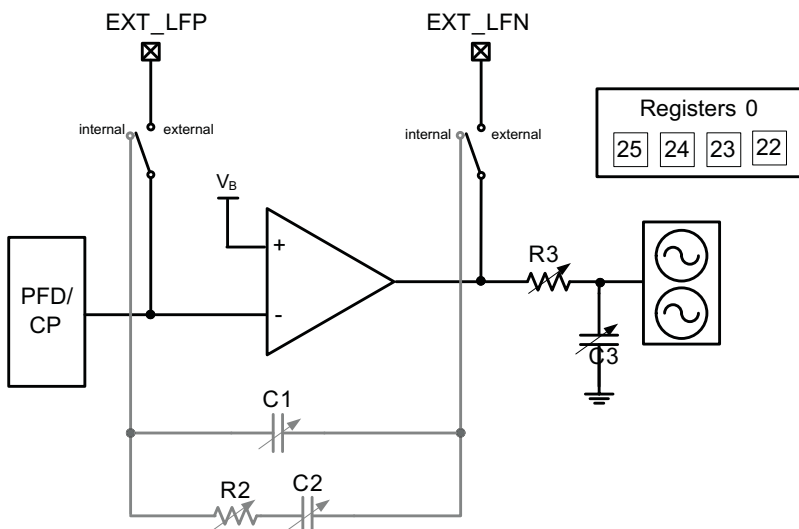 EXT_LFP
EXT_LFN
internal
external
internal
external
Registers 0
25 24 23 22
VB
+
-
PFD/
CP
R3
C3
C1
R2
C2